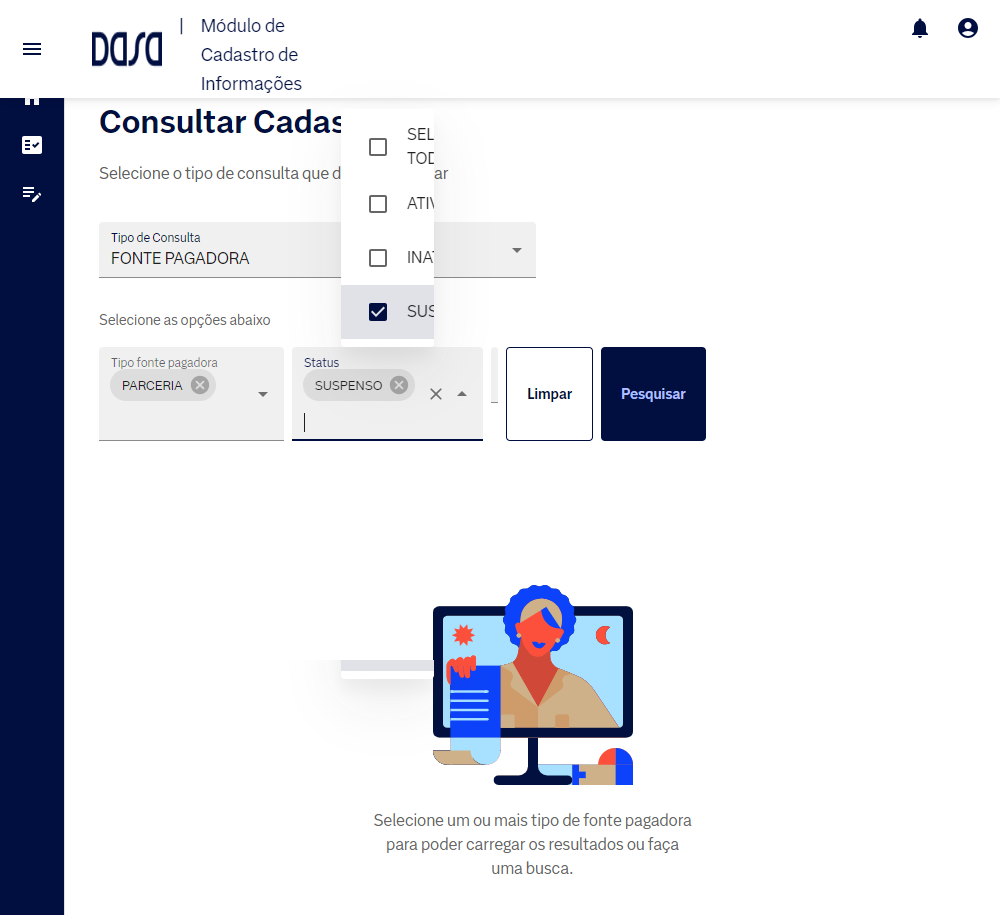 DASA
|
Módulo de
Cadastro de
Informações
Consultar Cadas
Selecione o tipo de consulta que d
ar
SEL
TOD
ATIV
INAT
SUS
Tipo de Consulta
FONTE PAGADORA
Selecione as opções abaixo
Tipo fonte pagadora
PARCERIA
Status
SUSPENSO
Limpar
Pesquisar
Selecione um ou mais tipo de fonte pagadora
para poder carregar os resultados ou faça
uma busca.